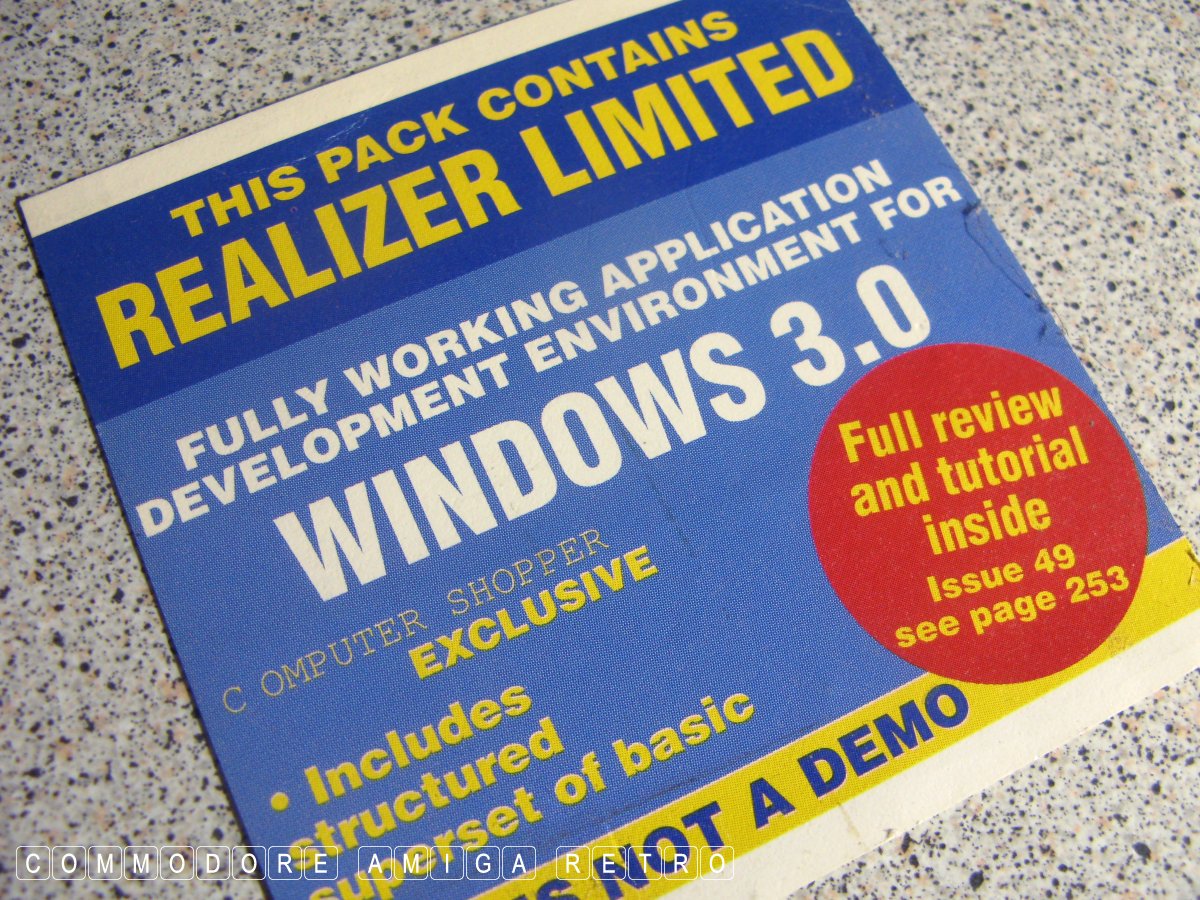 THIS PACK CONTAINS
REALIZER LIMITED
FULLY WORKING APPLICATION
DEVELOPMENT ENVIRONMENT FOR
WINDOWS 3.0
C OMPUTER SHOPPER
EXCLUSIVE
Full review
and tutorial
inside
Issue 49
see page 253
• Includes
structured
superset of basic
NOT A DEMO
COMMODORE AMIGA RETRO